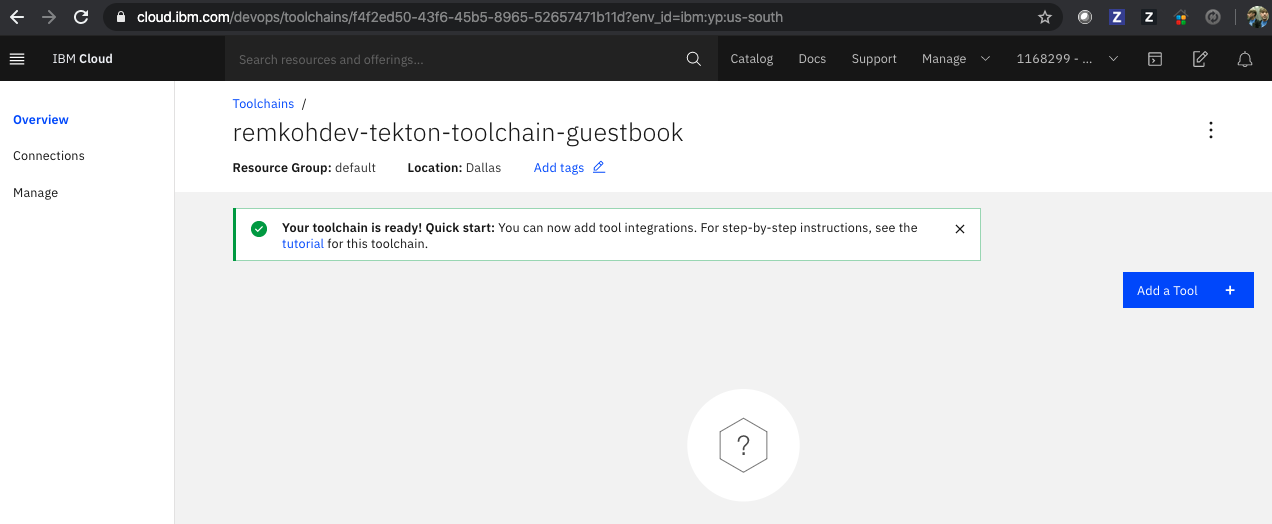 cloud.ibm.com/devops/toolchains/f4f2ed50-43f6-45b5-8965-52657471b11d?env_id=ibm:yp:us-south
Z Z N
IBM Cloud Search resources and offerings... Catalog Docs Support Manage 1168299 - ...
Overview
Connections
Manage
Toolchains /
remkohdev-tekton-toolchain-guestbook
Resource Group: default Location: Dallas Add tags
Your toolchain is ready! Quick start: You can now add tool integrations. For step-by-step instructions, see the
tutorial for this toolchain.
Add a Tool +
?